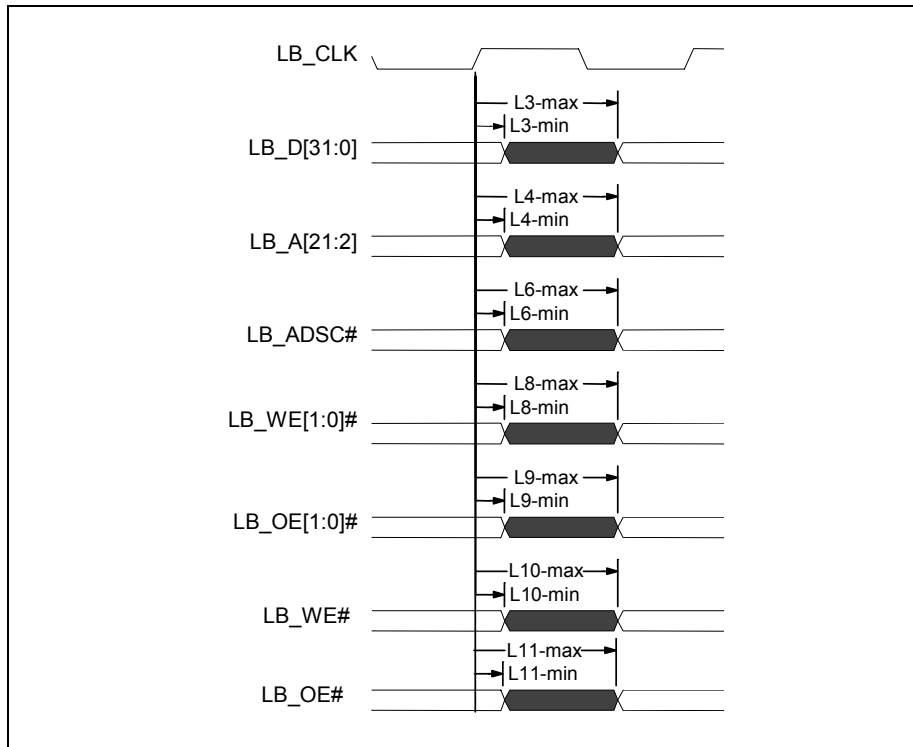 LB_CLK
L3-max
L3-min
LB_D[31:0]
L4-max
L4-min
LB_A[21:2]
L6-max
L6-min
LB_ADSC#
L8-max
L8-min
LB_WE[1:0]#
L9-max
L9-min
LB_OE[1:0]#
L10-max
L10-min
LB_WE#
L11-max
L11-min
LB_OE#